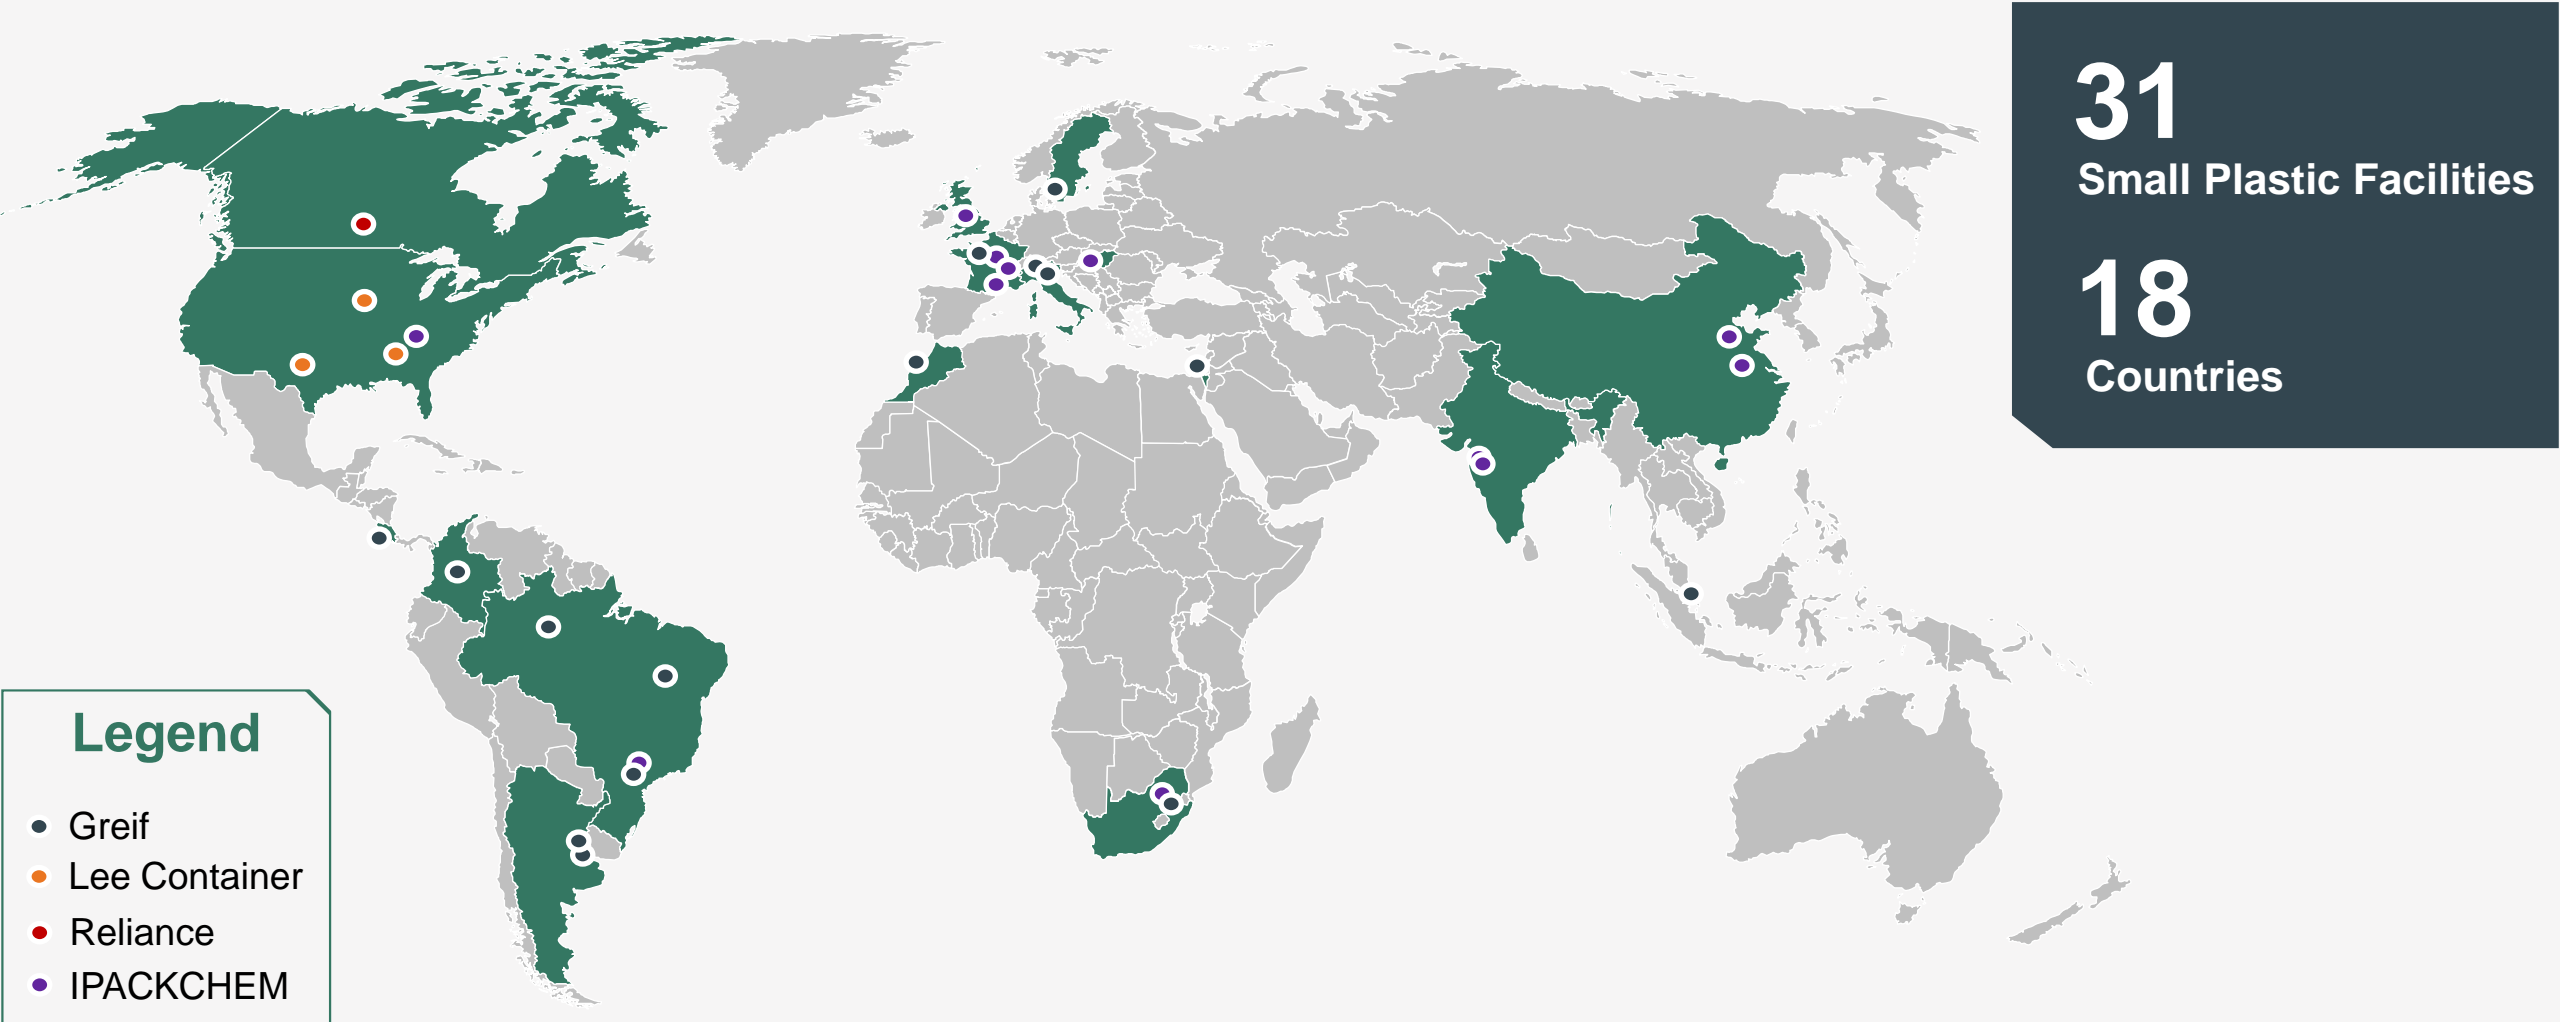 31
Small Plastic Facilities
18
Countries
Legend
Greif
Lee Container
Reliance
IPACKCHEM